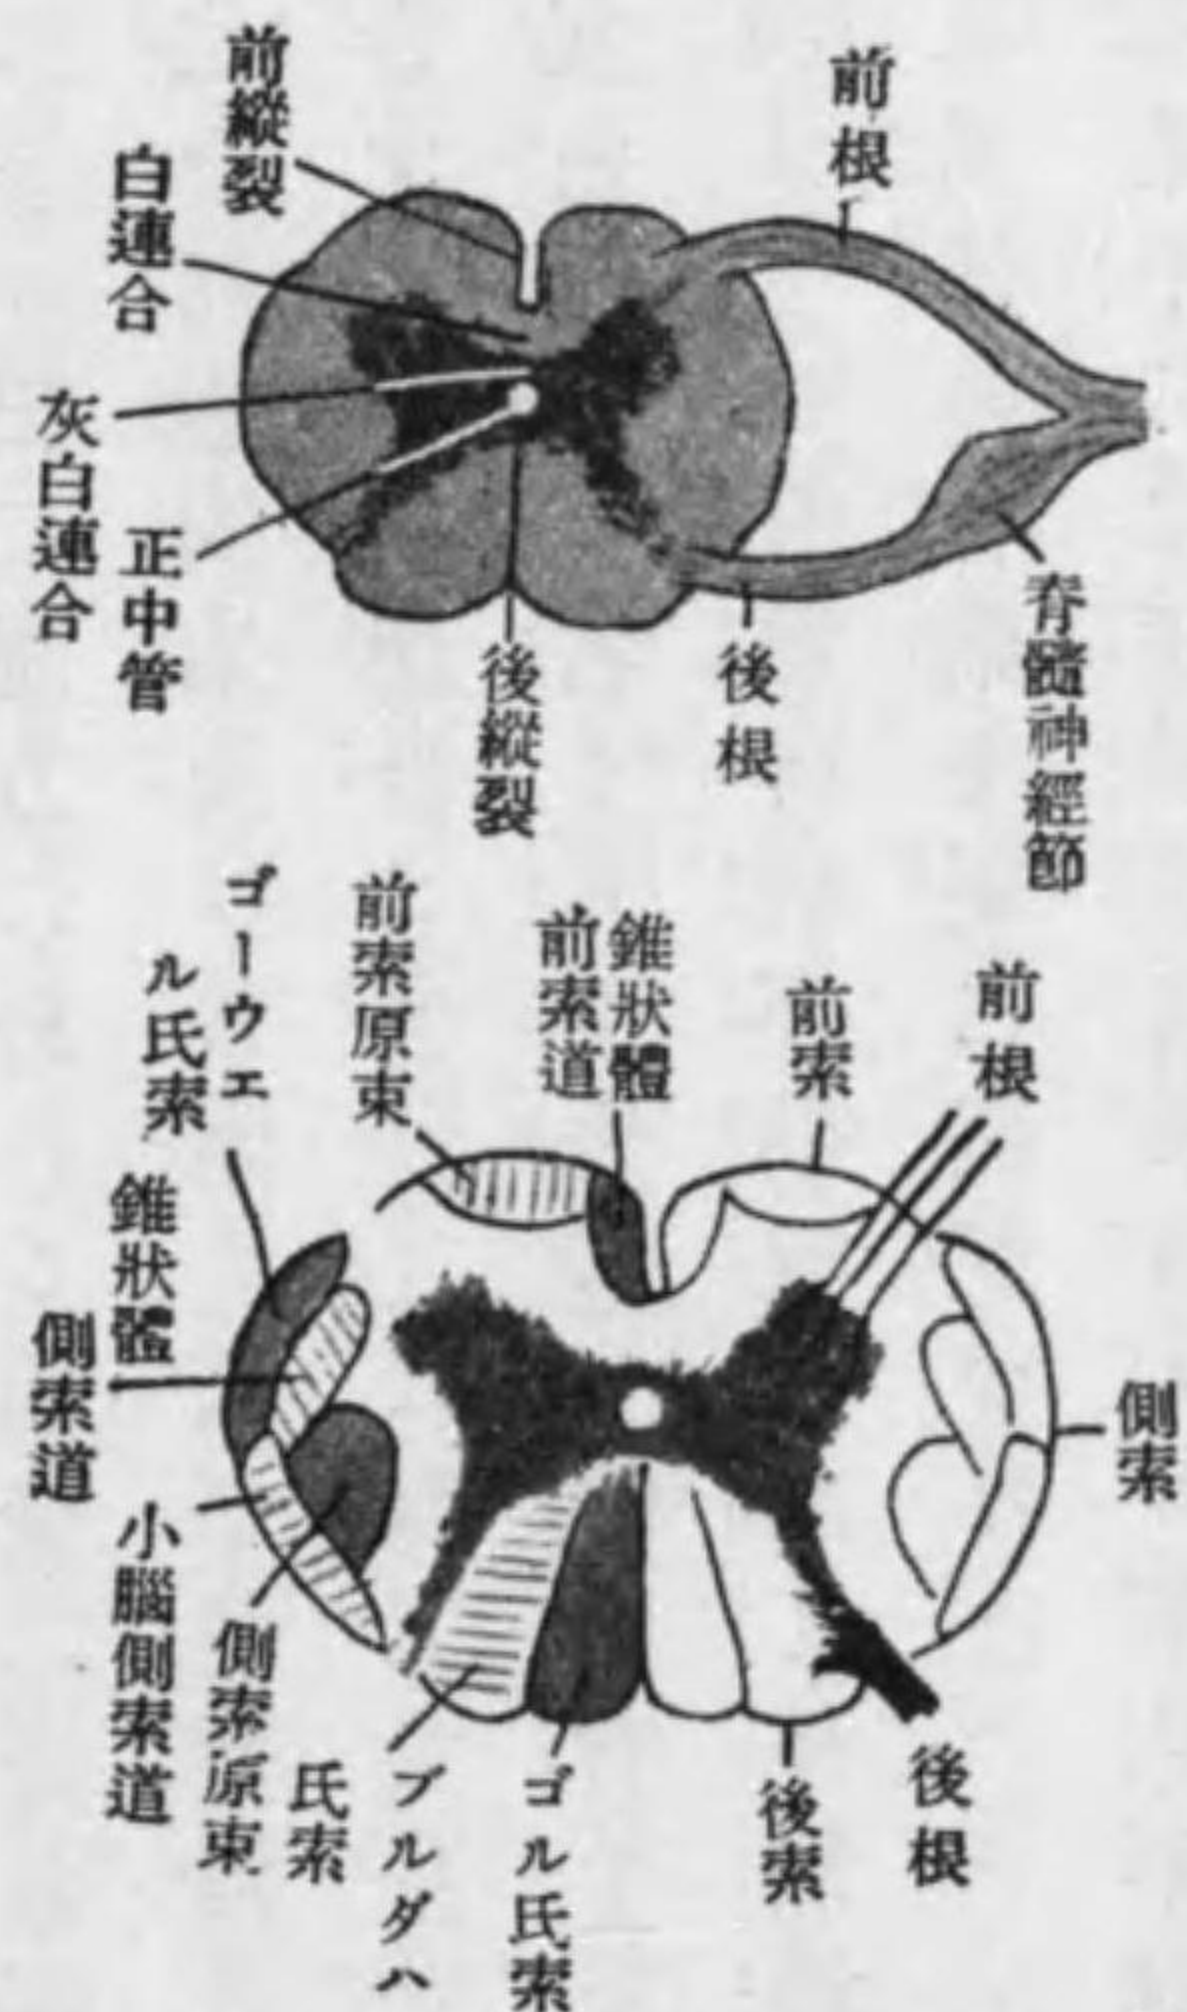 前根
前縱裂
白連合
灰白連合
正中管
後縱裂
後根
脊髓神經節
前根
前索
錐狀體
前索道
前索原束
ゴーウエ
ル氏索
錐狀體
側索道
側索
小腦側索道
側索原束
ブルダハ
氏索
ゴル氏索
後索
後根